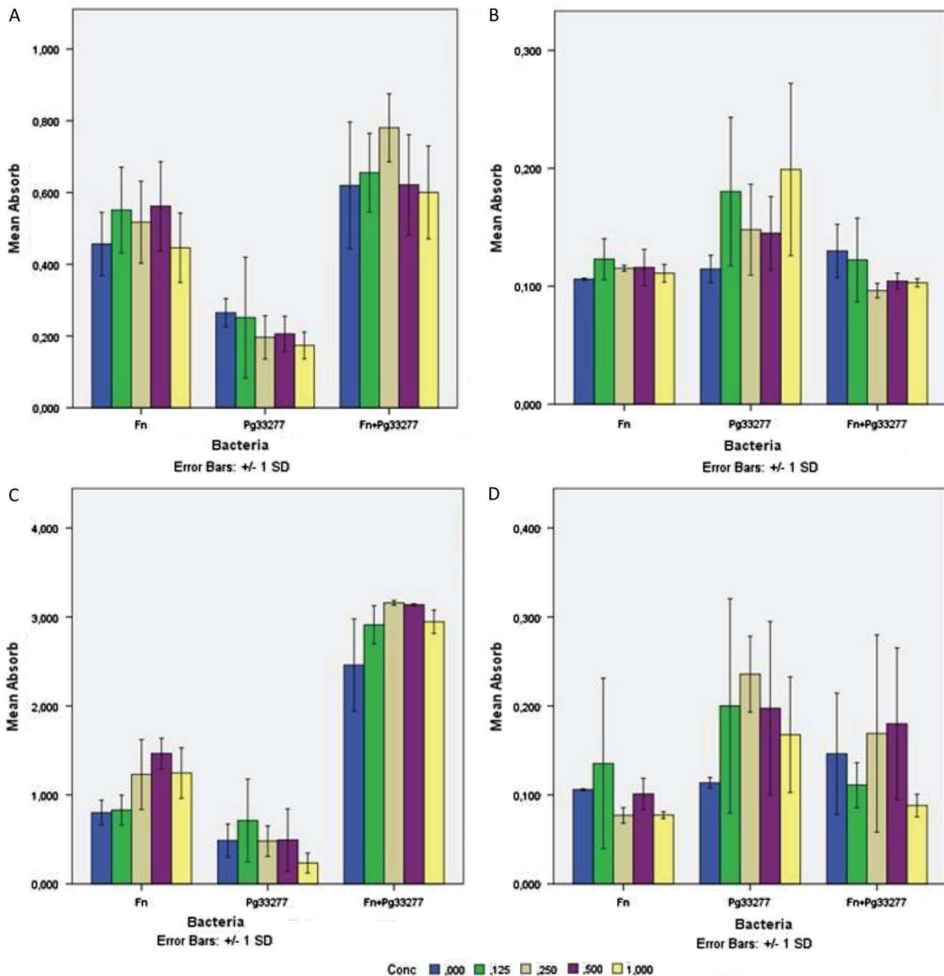 A
Mean Absorb
1,000
0,800
0,600
0,400
0,200
0,000
Fn Pg33277 Fn+Pg33277
Bacteria
Error Bars: +/- 1 SD
B
Mean Absorb
0,300
0,200
0,100
0,000
Fn Pg33277 Fn+Pg33277
Bacteria
Error Bars: +/- 1 SD
C
Mean Absorb
4,000
3,000
2,000
1,000
0,000
Fn Pg33277 Fn+Pg33277
Bacteria
Error Bars: +/- 1 SD
D
Mean Absorb
0,400
0,300
0,200
0,100
0,000
Fn Pg33277 Fn+Pg33277
Bacteria
Error Bars: +/- 1 SD
Conc ,000 ,125 ,250 ,500 1,000